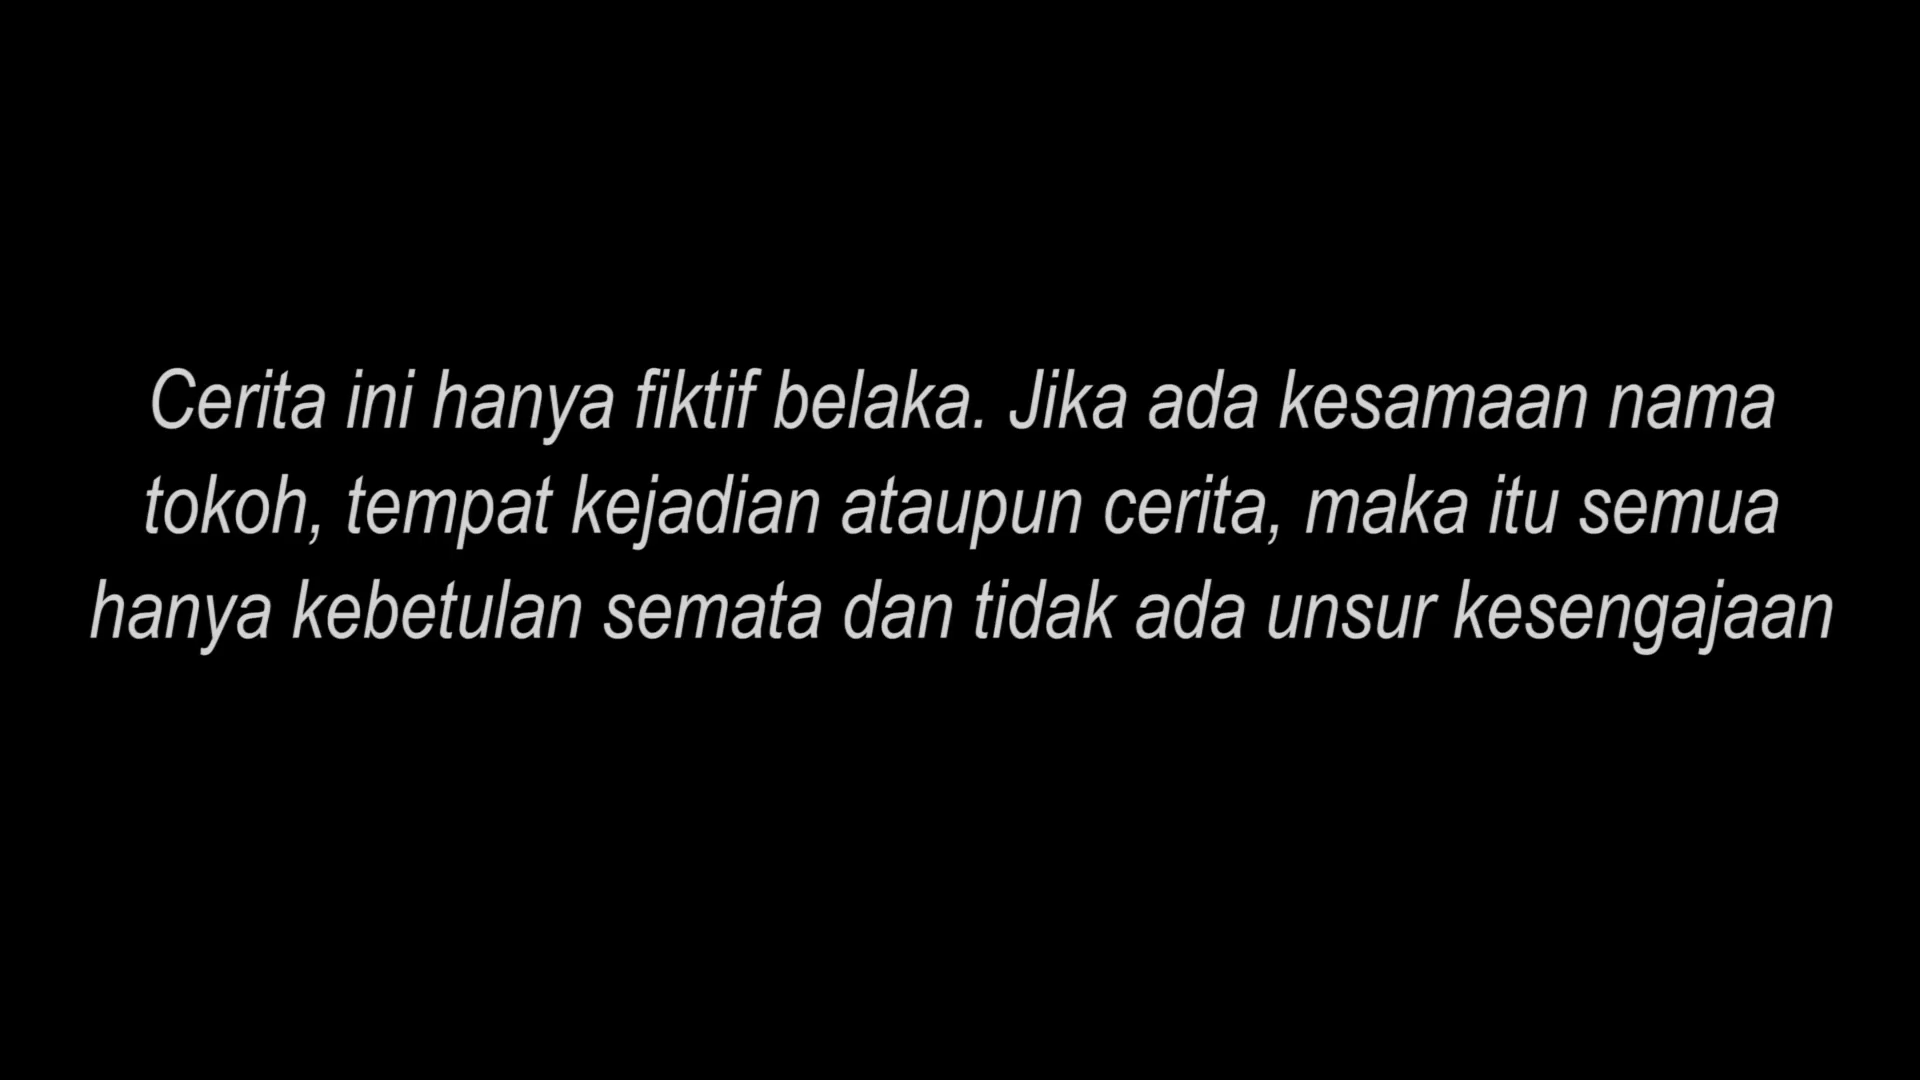 Cerita ini hanya fiktif belaka. Jika ada kesamaan nama
tokoh, tempat kejadian ataupun cerita, maka itu semua
hanya kebetulan semata dan tidak ada unsur kesengajaan